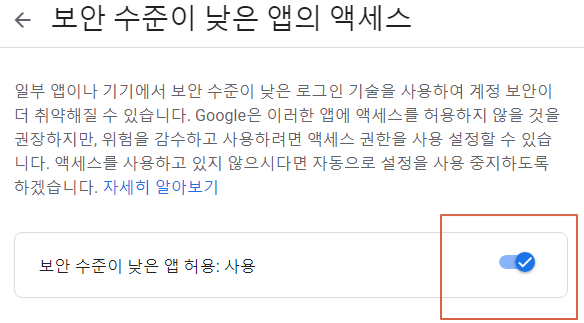 보안 수준이 낮은 앱의 액세스
일부 앱이나 기기에서 보안 수준이 낮은 로그인 기술을 사용하여 계정 보안이
더 취약해질 수 있습니다. Google은 이러한 앱에 액세스를 허용하지 않을 것을
권장하지만, 위험을 감수하고 사용하려면 액세스 권한을 사용 설정할 수 있습
니다. 액세스를 사용하고 있지 않으시다면 자동으로 설정을 사용 중지하도록
하겠습니다. 자세히 알아보기
보안 수준이 낮은 앱 허용: 사용